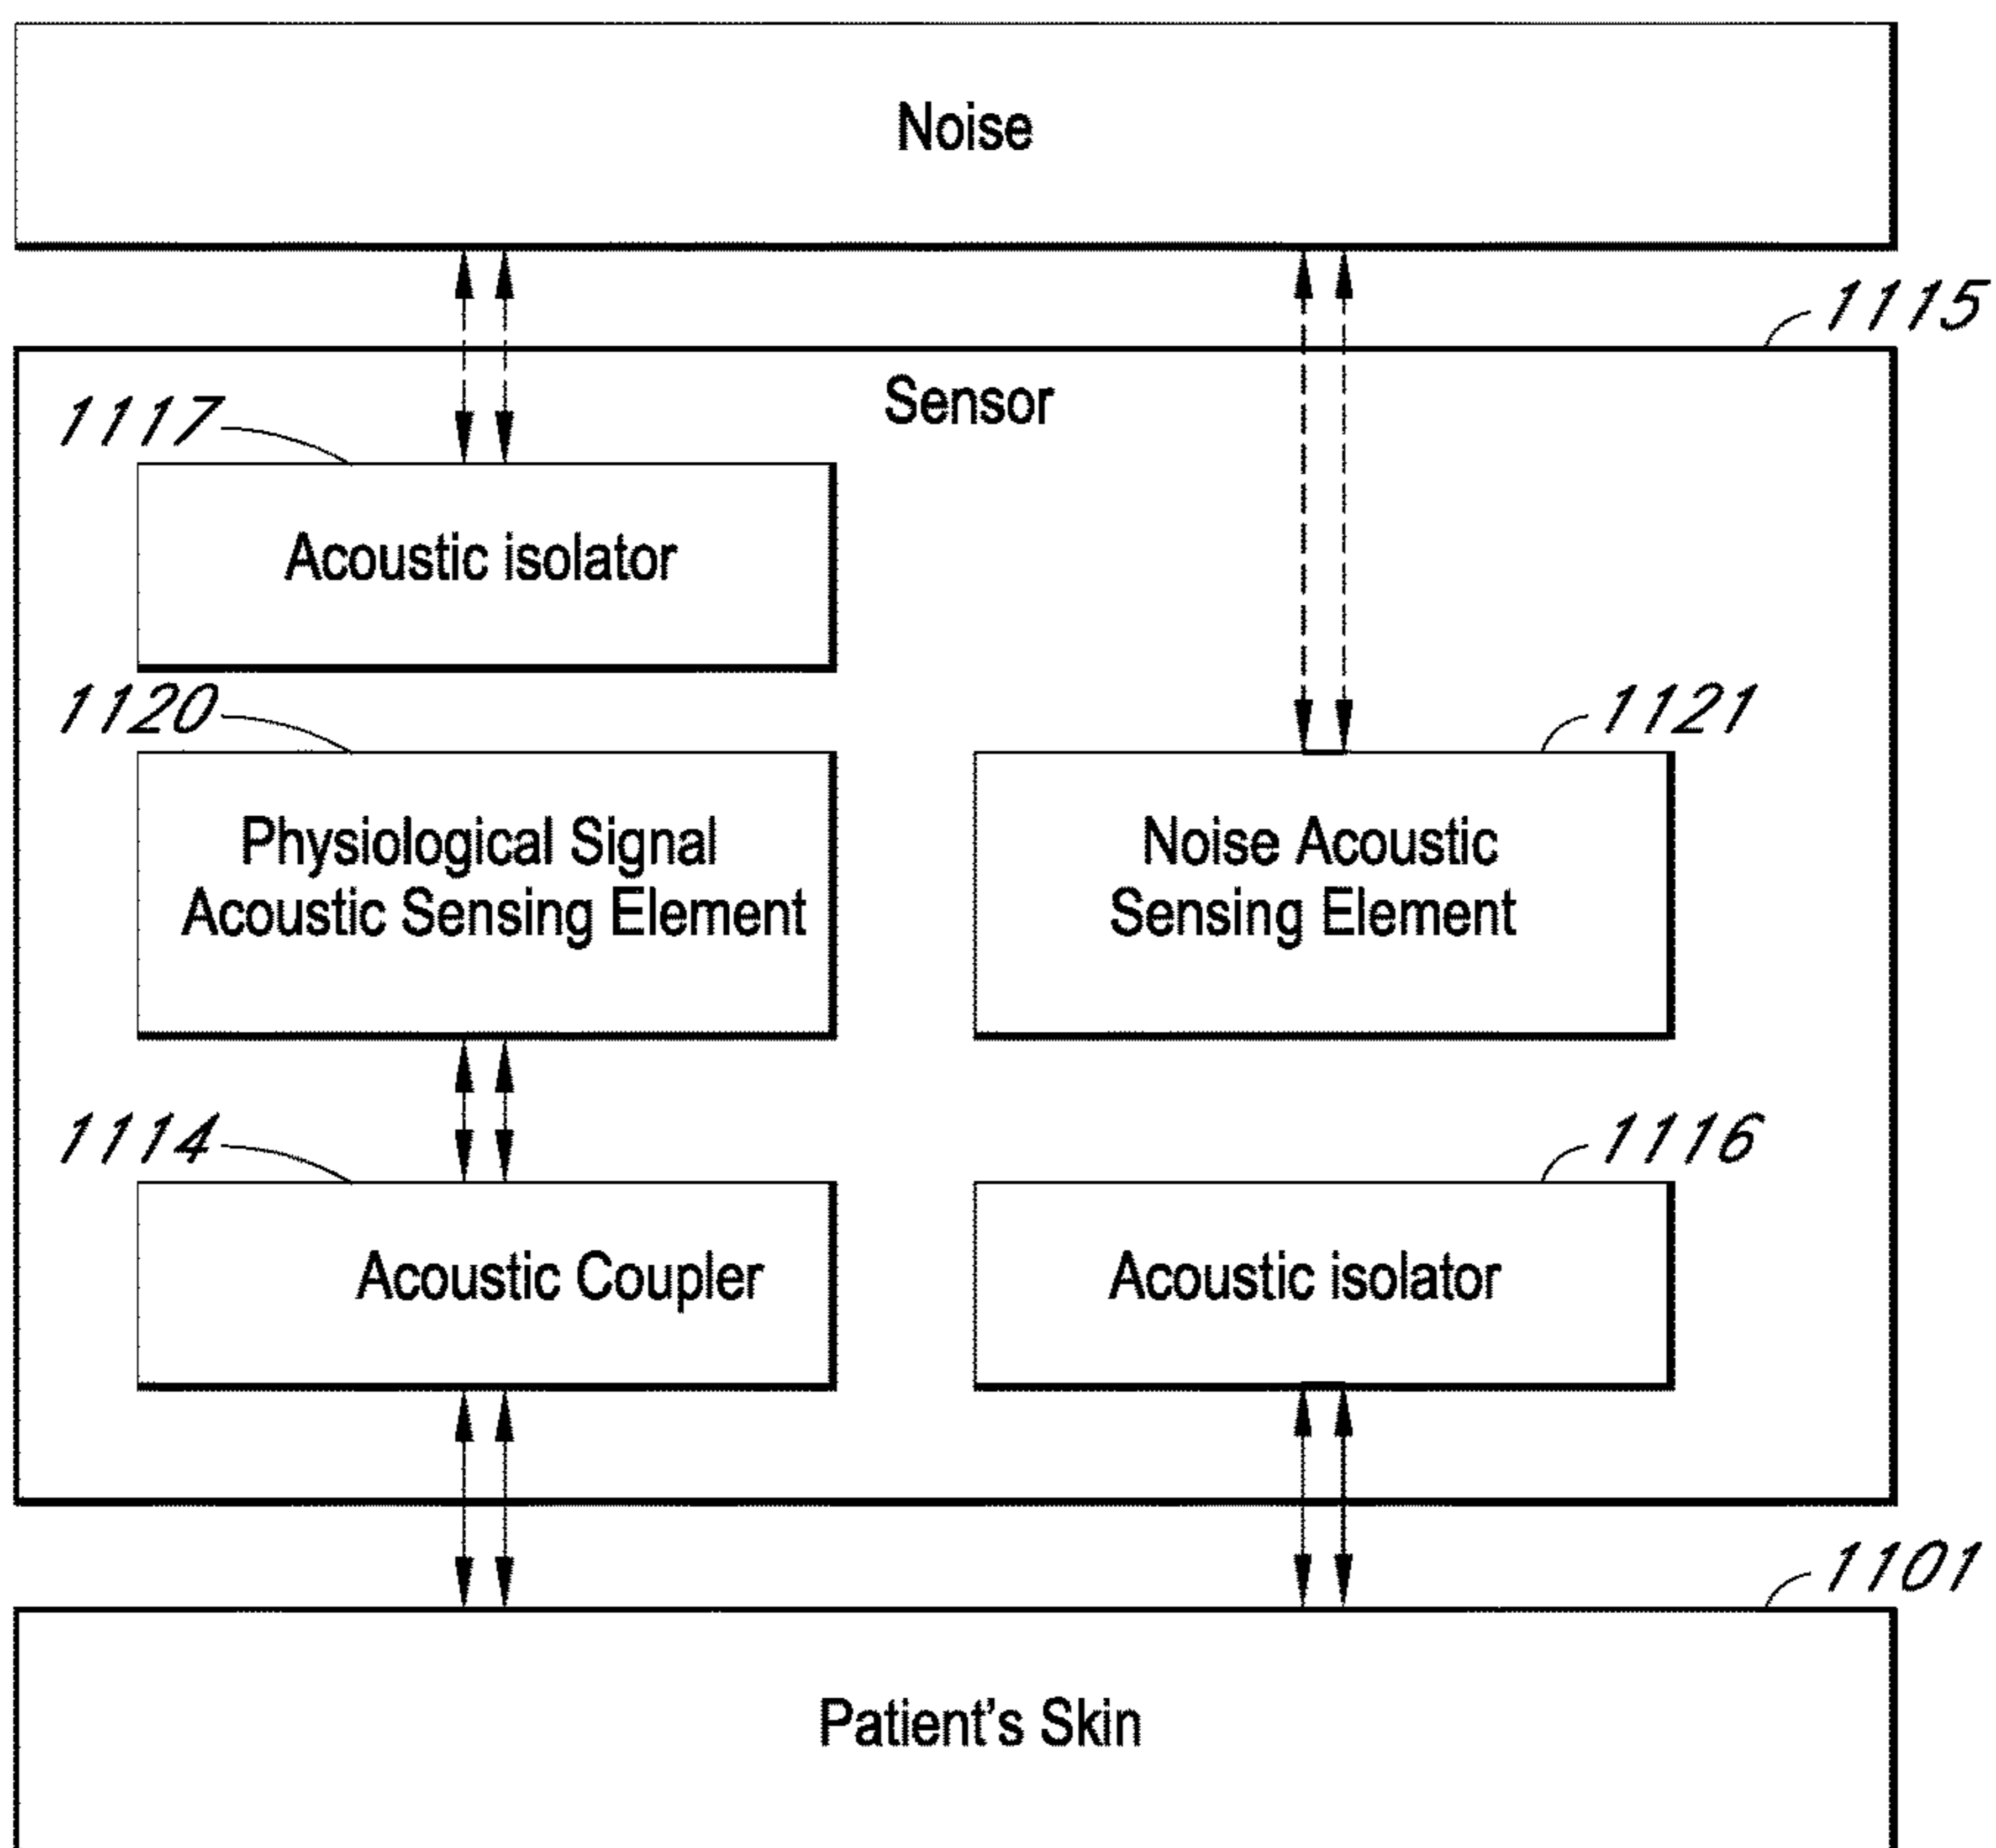 Noise
1115
Sensor
1117
Acoustic isolator
1120
1121
Physiological Signal
Acoustic Sensing Element
Noise Acoustic
Sensing Element
1114
1116
Acoustic Coupler
Acoustic isolator
1101
Patient's Skin